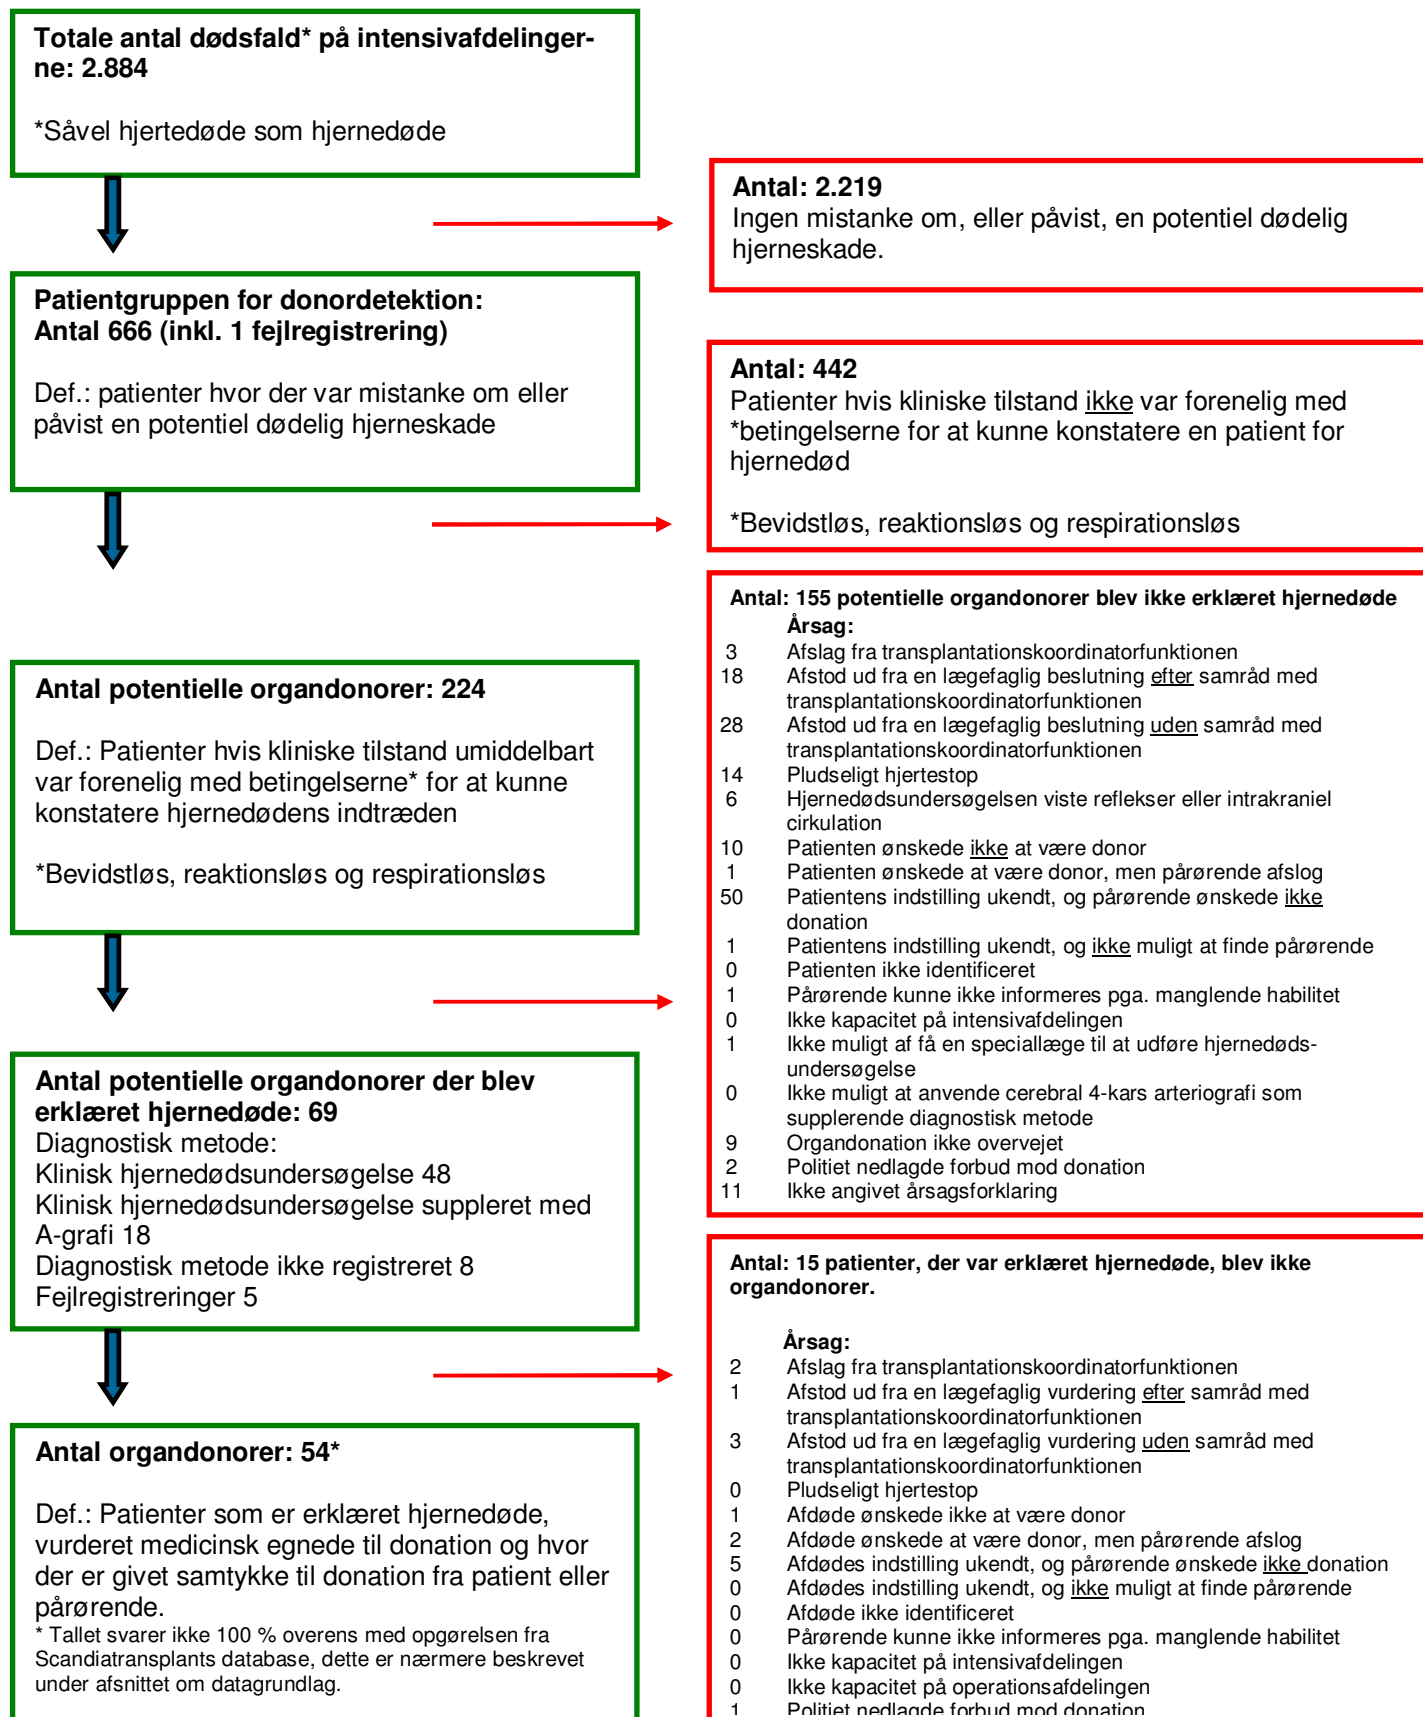 Totale antal dødsfald* på intensivafdelinger-
ne: 2.884
*Såvel hjertedøde som hjernedøde
Antal: 2.219
Ingen mistanke om, eller påvist, en potentiel dødelig
hjerneskade.
Patientgruppen for donordetektion:
Antal 666 (inkl. 1 fejlregistrering)
Def.: patienter hvor der var mistanke om eller
påvist en potentiel dødelig hjerneskade
Antal: 442
Patienter hvis kliniske tilstand ikke var forenelig med
*betingelserne for at kunne konstatere en patient for
hjernedød
*Bevidstløs, reaktionsløs og respirationsløs
Antal potentielle organdonorer: 224
Def.: Patienter hvis kliniske tilstand umiddelbart
var forenelig med betingelserne* for at kunne
konstatere hjernedødens indtræden
*Bevidstløs, reaktionsløs og respirationsløs
Antal: 155 potentielle organdonorer blev ikke erklæret hjernedøde
Årsag:
3 Afslag fra transplantationskoordinatorfunktionen
18 Afstod ud fra en lægefaglig beslutning efter samråd med
transplantationskoordinatorfunktionen
28 Afstod ud fra en lægefaglig beslutning uden samråd med
transplantationskoordinatorfunktionen
14 Pludseligt hjertestop
6 Hjernedødsundersøgelsen viste reflekser eller intrakraniel
cirkulation
10 Patienten ønskede ikke at være donor
1 Patienten ønskede at være donor, men pårørende afslog
50 Patientens indstilling ukendt, og pårørende ønskede ikke
donation
1 Patientens indstilling ukendt, og ikke muligt at finde pårørende
0 Patienten ikke identificeret
1 Pårørende kunne ikke informeres pga. manglende habilitet
0 Ikke kapacitet på intensivafdelingen
1 Ikke muligt af få en speciallæge til at udføre hjernedøds-
undersøgelse
0 Ikke muligt at anvende cerebral 4-kars arteriografi som
supplerende diagnostisk metode
9 Organdonation ikke overvejet
2 Politiet nedlagde forbud mod donation
11 Ikke angivet årsagsforklaring
Antal potentielle organdonorer der blev
erklæret hjernedøde: 69
Diagnostisk metode:
Klinisk hjernedødsundersøgelse 48
Klinisk hjernedødsundersøgelse suppleret med
A-grafi 18
Diagnostisk metode ikke registreret 8
Fejlregistreringer 5
Antal: 15 patienter, der var erklæret hjernedøde, blev ikke
organdonorer.
Årsag:
2 Afslag fra transplantationskoordinatorfunktionen
1 Afstod ud fra en lægefaglig vurdering efter samråd med
transplantationskoordinatorfunktionen
3 Afstod ud fra en lægefaglig vurdering uden samråd med
transplantationskoordinatorfunktionen
0 Pludseligt hjertestop
1 Afdøde ønskede ikke at være donor
2 Afdøde ønskede at være donor, men pårørende afslog
5 Afdødes indstilling ukendt, og pårørende ønskede ikke donation
0 Afdødes indstilling ukendt, og ikke muligt at finde pårørende
0 Afdøde ikke identificeret
0 Pårørende kunne ikke informeres pga. manglende habilitet
0 Ikke kapacitet på intensivafdelingen
0 Ikke kapacitet på operationsafdelingen
1 Politiet nedlagde forbud mod donation
Antal organdonorer: 54*
Def.: Patienter som er erklæret hjernedøde,
vurderet medicinsk egnede til donation og hvor
der er givet samtykke til donation fra patient eller
pårørende.
* Tallet svarer ikke 100 % overens med opgørelsen fra
Scandiatransplants database, dette er nærmere beskrevet
under afsnittet om datagrundlag.